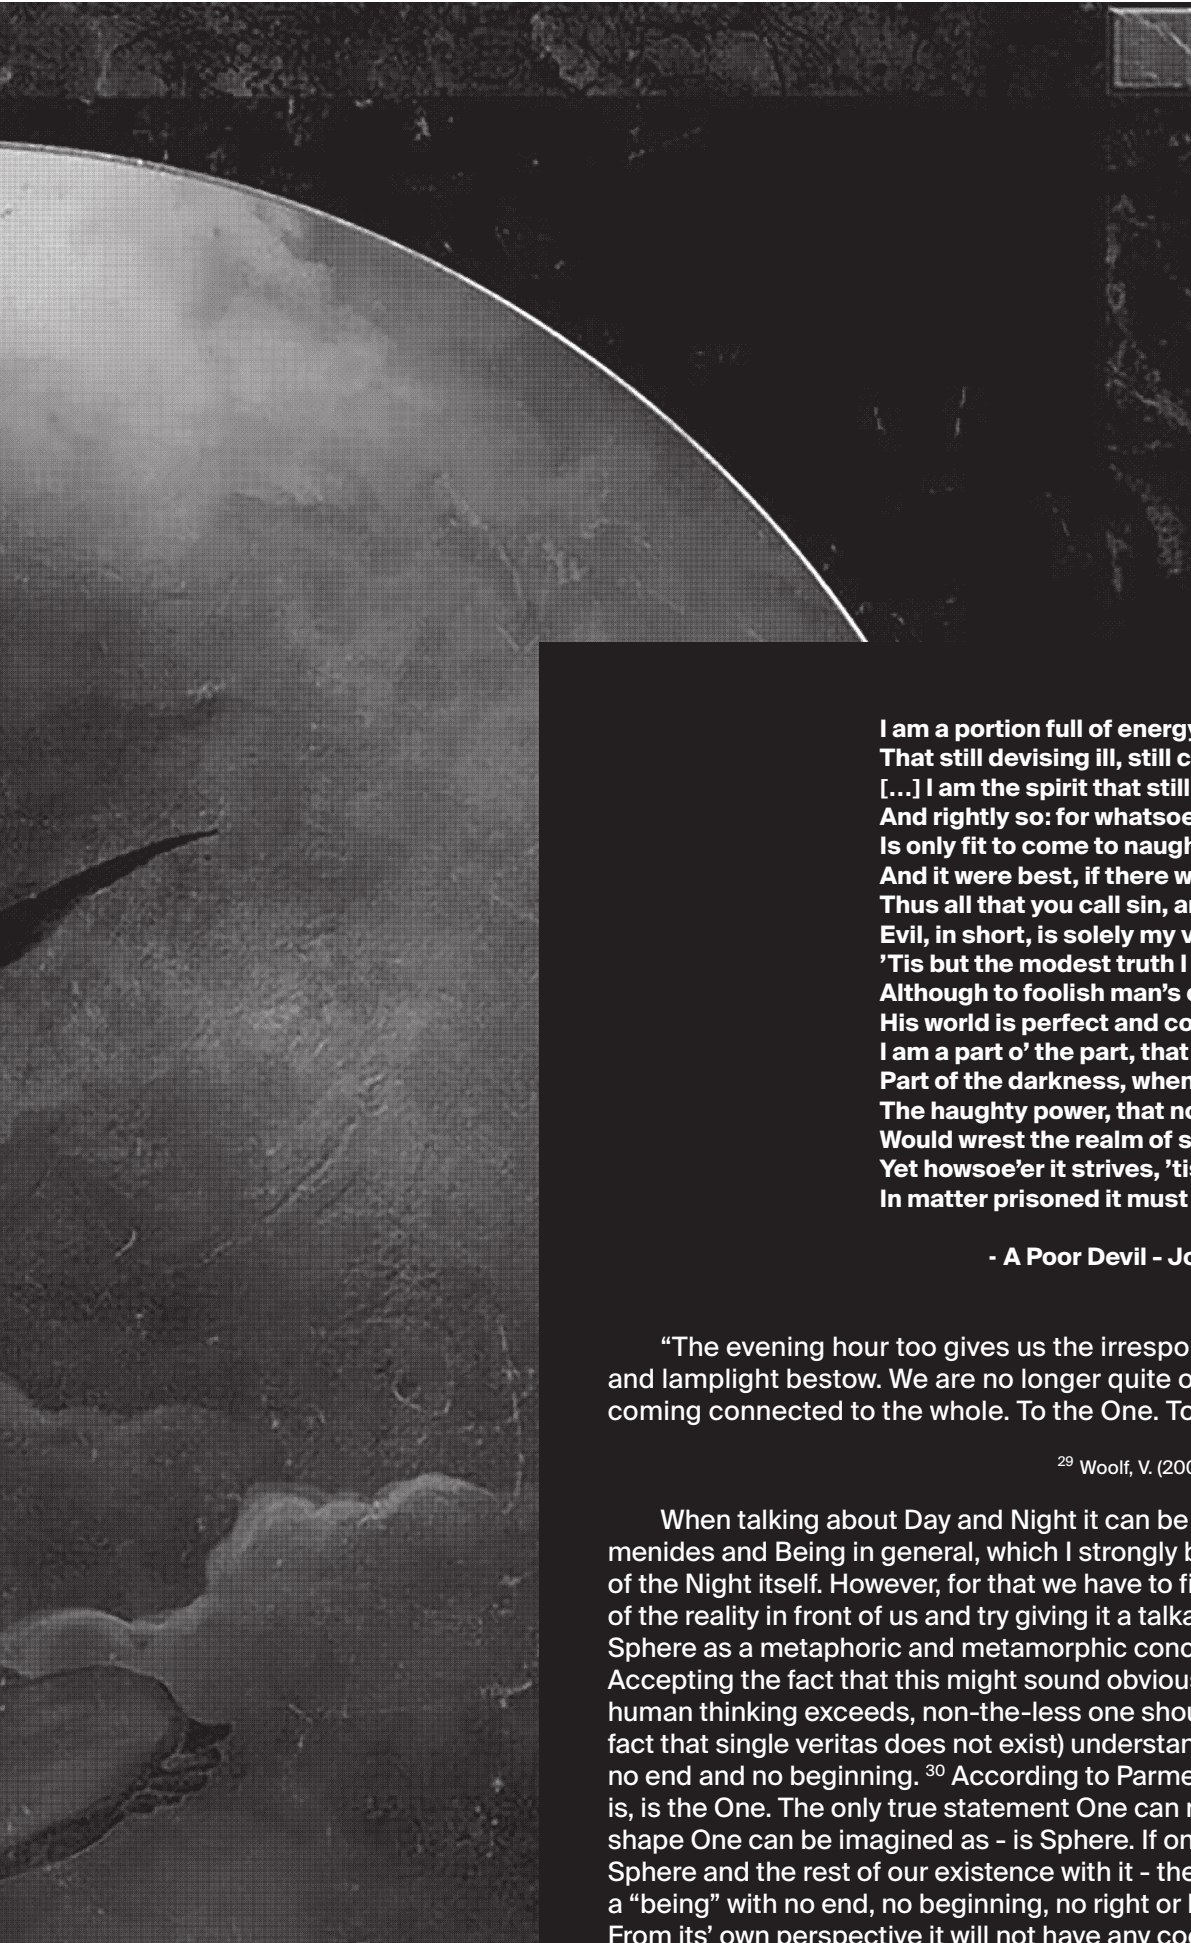 I am a portion full of energy
That still devising ill, still c
[…] I am the spirit that still
And rightly so: for whatsoe
Is only fit to come to naugh
And it were best, if there w
Thus all that you call sin, a
Evil, in short, is solely my v
’Tis but the modest truth I
Although to foolish man’s
His world is perfect and co
I am a part o’ the part, that
Part of the darkness, when
The haughty power, that no
Would wrest the realm of s
Yet howsoe’er it strives, ’tis
In matter prisoned it must
- A Poor Devil – Jo
“The evening hour too gives us the irrespo
and lamplight bestow. We are no longer quite o
coming connected to the whole. To the One. To
29 Woolf, V. (200
When talking about Day and Night it can be
menides and Being in general, which I strongly b
of the Night itself. However, for that we have to fi
of the reality in front of us and try giving it a talka
Sphere as a metaphoric and metamorphic conc
Accepting the fact that this might sound obvious
human thinking exceeds, non-the-less one shou
fact that single veritas does not exist) understan
no end and no beginning. 30 According to Parme
is, is the One. The only true statement One can
shape One can be imagined as - is Sphere. If on
Sphere and the rest of our existence with it - the
a “being” with no end, no beginning, no right or
From its’ own perspective it will not have any co